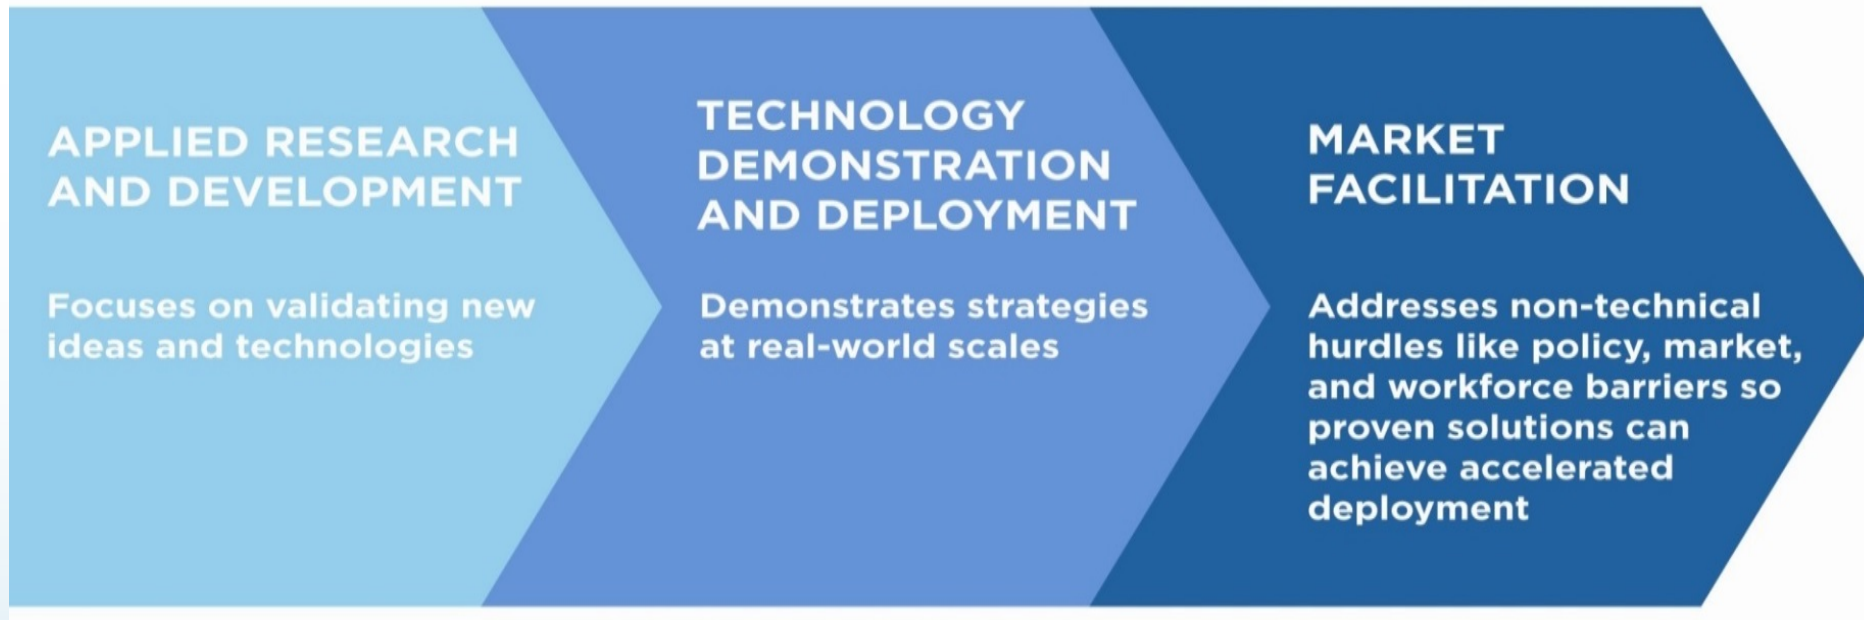 APPLIED RESEARCH
AND DEVELOPMENT
Focuses on validating new
ideas and technologies
TECHNOLOGY
DEMONSTRATION
AND DEPLOYMENT
Demonstrates strategies
at real-world scales
MARKET
FACILITATION
Addresses non-technical
hurdles like policy, market,
and workforce barriers so
proven solutions can
achieve accelerated
deployment